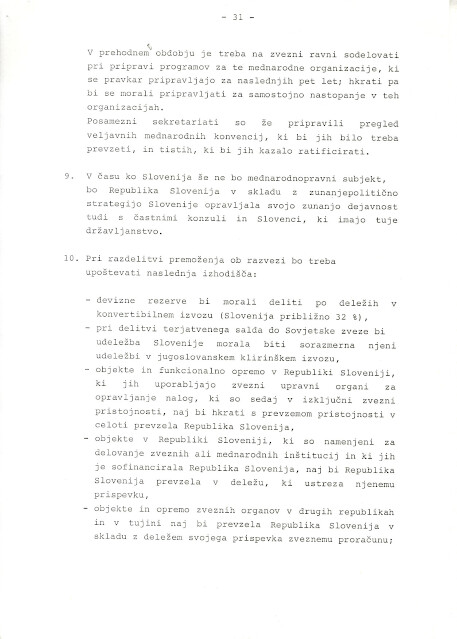 - 31 -
V prehodnem obdobju je treba na zvezni ravni sodelovati
pri pripravi programov za te mednarodne organizacije, ki
se pravkar pripravljajo za naslednjih pet let; hkrati pa
bi se morali pripravljati za samostojno nastopanje v teh
organizacijah.
Posamezni sekretariati so že pripravili pregled
veljavnih mednarodnih konvencij, ki bi jih bilo treba
prevzeti, in tistih, ki bi jih kazalo ratificirati.
9. V času ko Slovenija še ne bo mednarodnopravni subjekt,
bo Republika Slovenija v skladu z zunanjepolitično
strategijo Slovenije opravljala svojo zunanjo dejavnost
tudi s častnimi konzuli in Slovenci, ki imajo tuje
državljanstvo.
10. Pri razdelitvi premoženja ob razvezi bo treba
upoštevati naslednja izhodišča:
- devizne rezerve bi morali deliti po deležih v
konvertibilnem izvozu (Slovenija približno 32 %),
- pri delitvi terjatvenega salda do Sovjetske zveze bi
udeležba Slovenije morala biti sorazmerna njeni
udeležbi v jugoslovanskem klirinškem izvozu,
- objekte in funkcionalno opremo v Republiki Sloveniji,
ki jih uporabljajo zvezni upravni organi za
opravljanje nalog, ki so sedaj v izključni zvezni
pristojnosti, naj bi hkrati s prevzemom pristojnosti v
celoti prevzela Republika Slovenija,
- objekte v Republiki Sloveniji, ki so namenjeni za
delovanje zveznih ali mednarodnih inštitucij in ki jih
je sofinancirala Republika Slovenija, naj bi Republika
Slovenija prevzela v deležu, ki ustreza njenemu
prispevku,
- objekte in opremo zveznih organov v drugih republikah
in v tujini naj bi prevzela Republika Slovenija v
skladu z deležem svojega prispevka zveznemu proračunu;